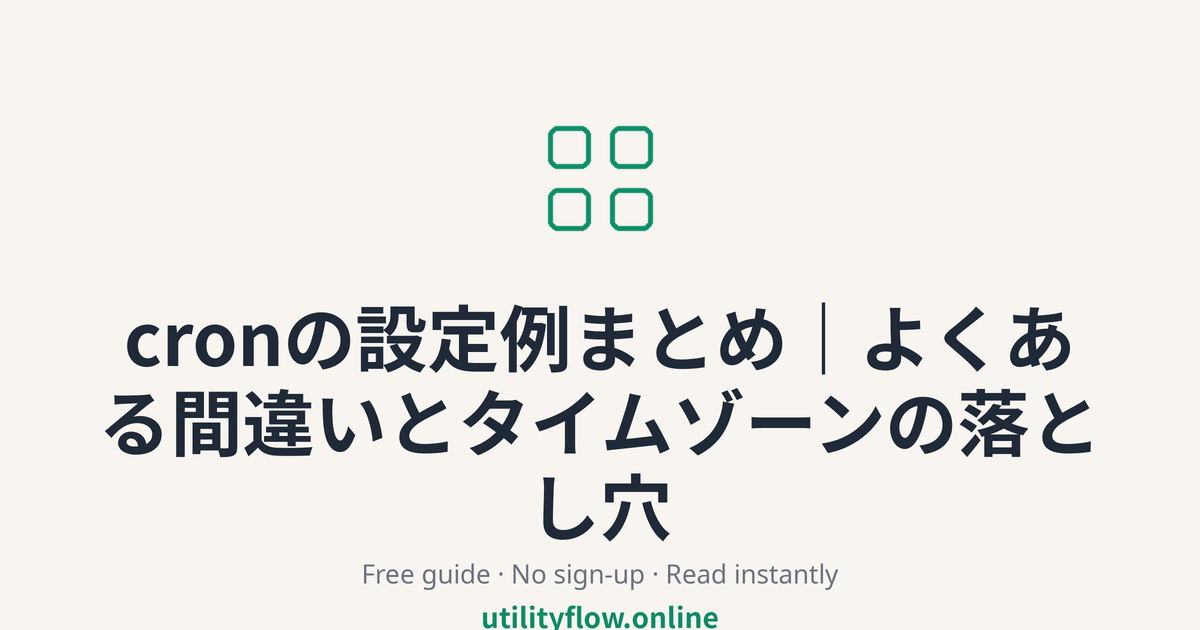 cronの設定例まとめ｜よくあ
る間違いとタイムゾーンの落と
し穴
Free guide · No sign-up · Read instantly
utilityflow.online